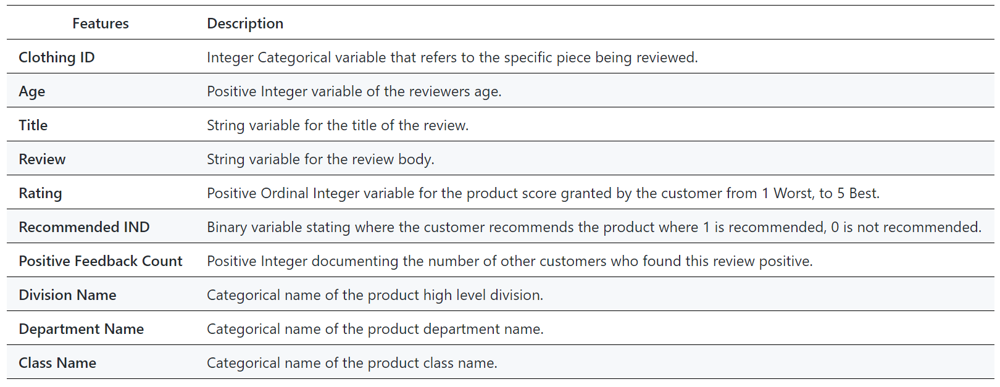 Features Description
Clothing ID Integer Categorical variable that refers to the specific piece being reviewed.
Age Positive Integer variable of the reviewers age.
Title String variable for the title of the review.
Review String variable for the review body.
Rating Positive Ordinal Integer variable for the product score granted by the customer from 1 Worst, to 5 Best.
Recommended IND Binary variable stating where the customer recommends the product where 1 is recommended, 0 is not recommended.
Positive Feedback Count Positive Integer documenting the number of other customers who found this review positive.
Division Name Categorical name of the product high level division.
Department Name Categorical name of the product department name.
Class Name Categorical name of the product class name.